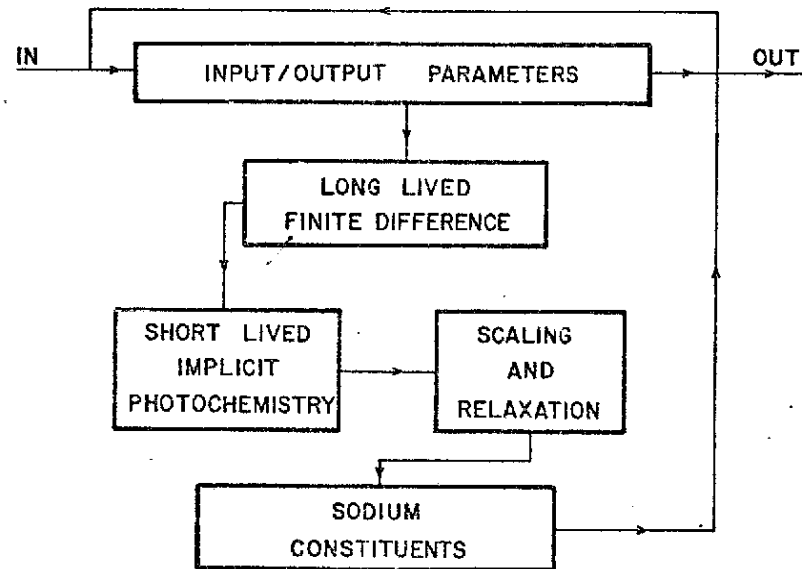 IN
OUT
INPUT/OUTPUT PARAMETERS
LONG LIVED
FINITE DIFFERENCE
SHORT LIVED
IMPLICIT
PHOTOCHEMISTRY
SCALING
AND
RELAXATION
SODIUM
CONSTITUENTS